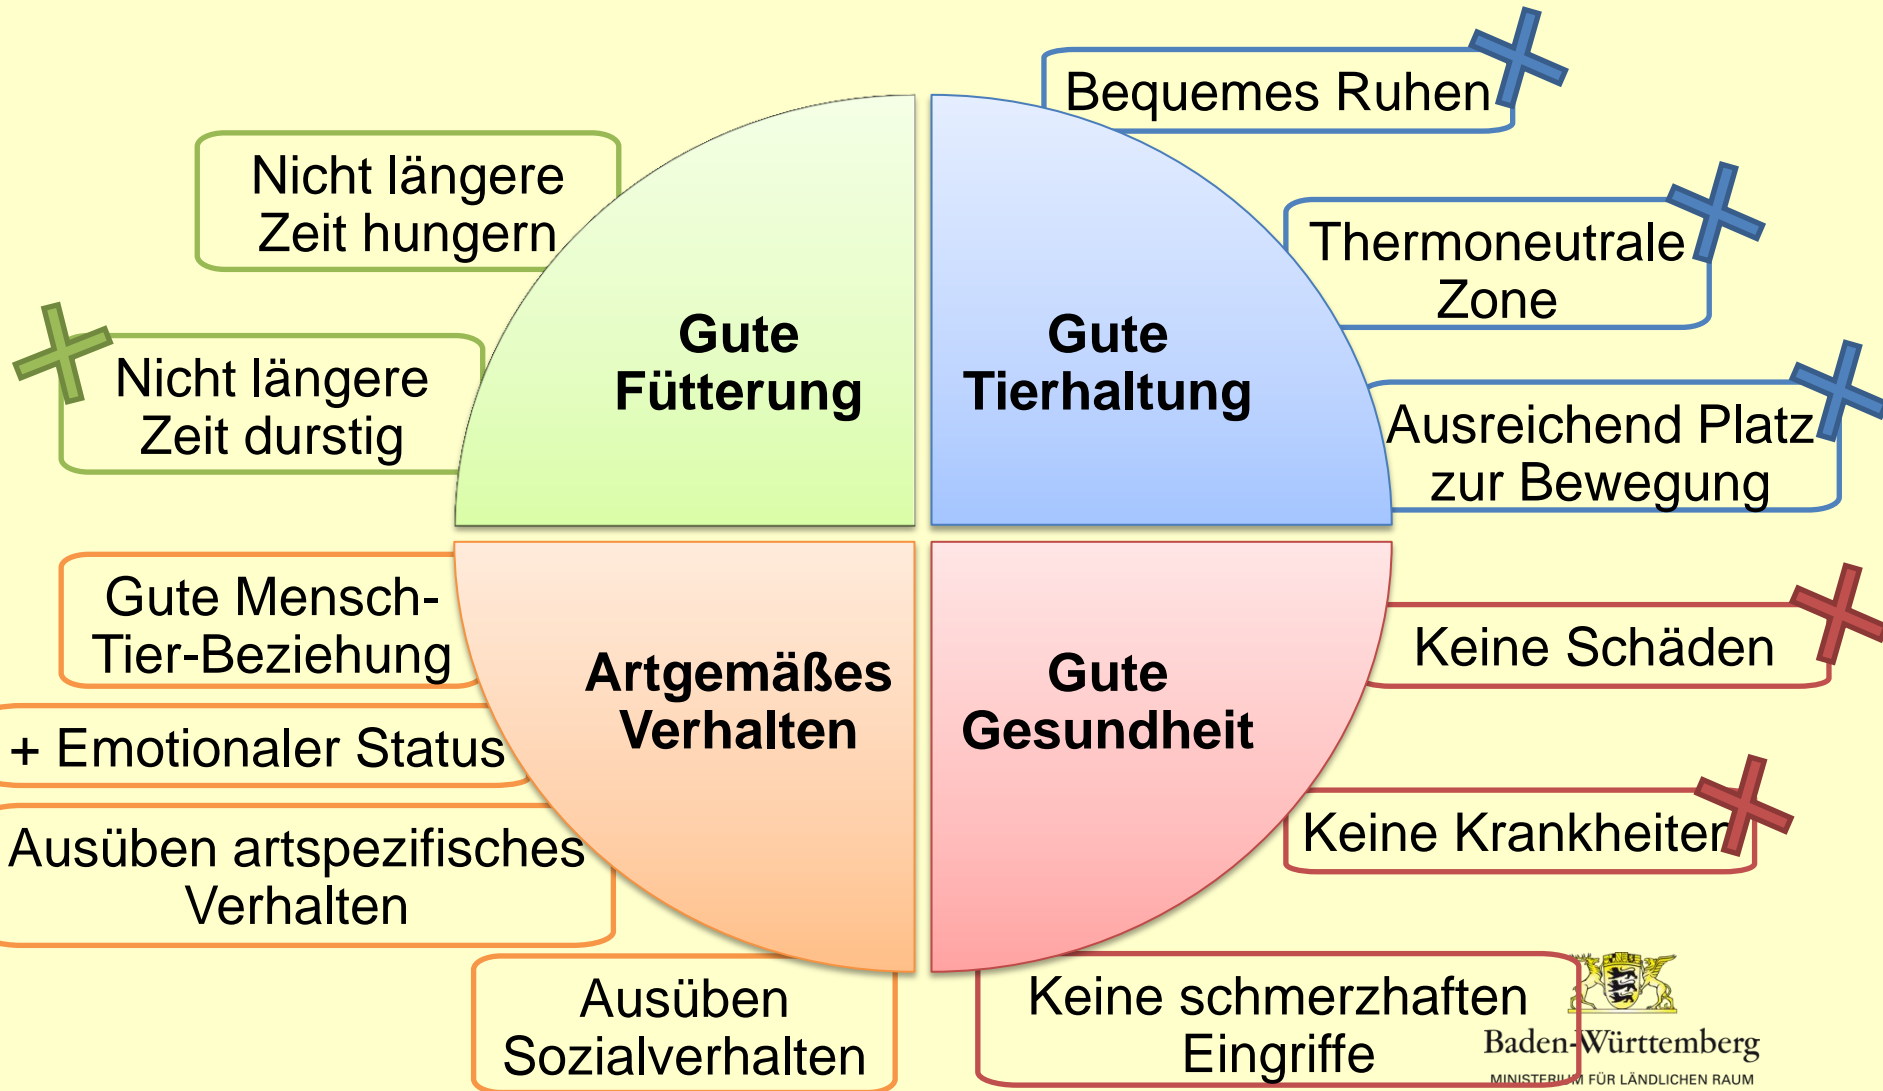 Bequemes Ruhen
Nicht längere
Zeit hungern
Thermoneutrale
Zone
Gute
Fütterung
Gute
Tierhaltung
Nicht längere
Zeit durstig
Ausreichend Platz
zur Bewegung
Gute Mensch-
Tier-Beziehung
Artgemäßes
Verhalten
Gute
Gesundheit
Keine Schäden
+ Emotionaler Status
Keine Krankheiten
Ausüben artspezifisches
Verhalten
Ausüben
Sozialverhalten
Keine schmerzhaften
Eingriffe
Baden-Württemberg
MINISTERIUM FÜR LÄNDLICHEN RAUM